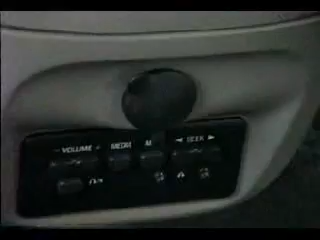 - VOLUME + MEDIA M ◄ SEEK ►